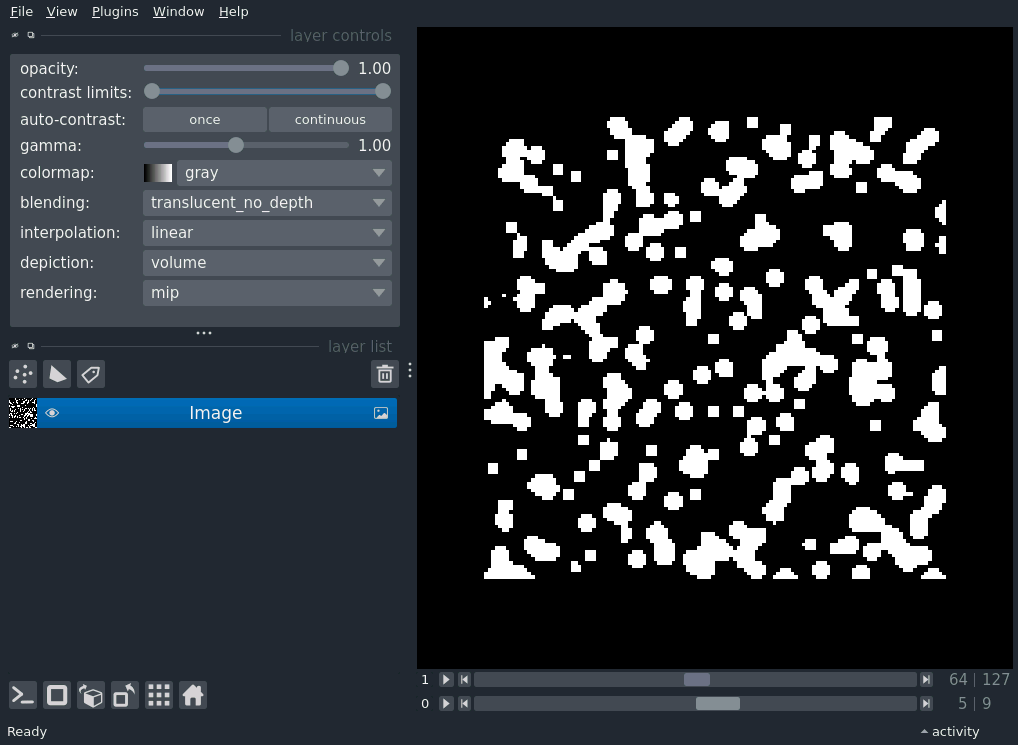 File View Plugins Window Help
layer controls
opacity: 1.00
contrast limits:
auto-contrast: once continuous
gamma: 1.00
colormap: gray
blending: translucent_no_depth
interpolation: linear
depiction: volume
rendering: mip
layer list
Image
1 64 | 127
0 5 | 9
Ready activity